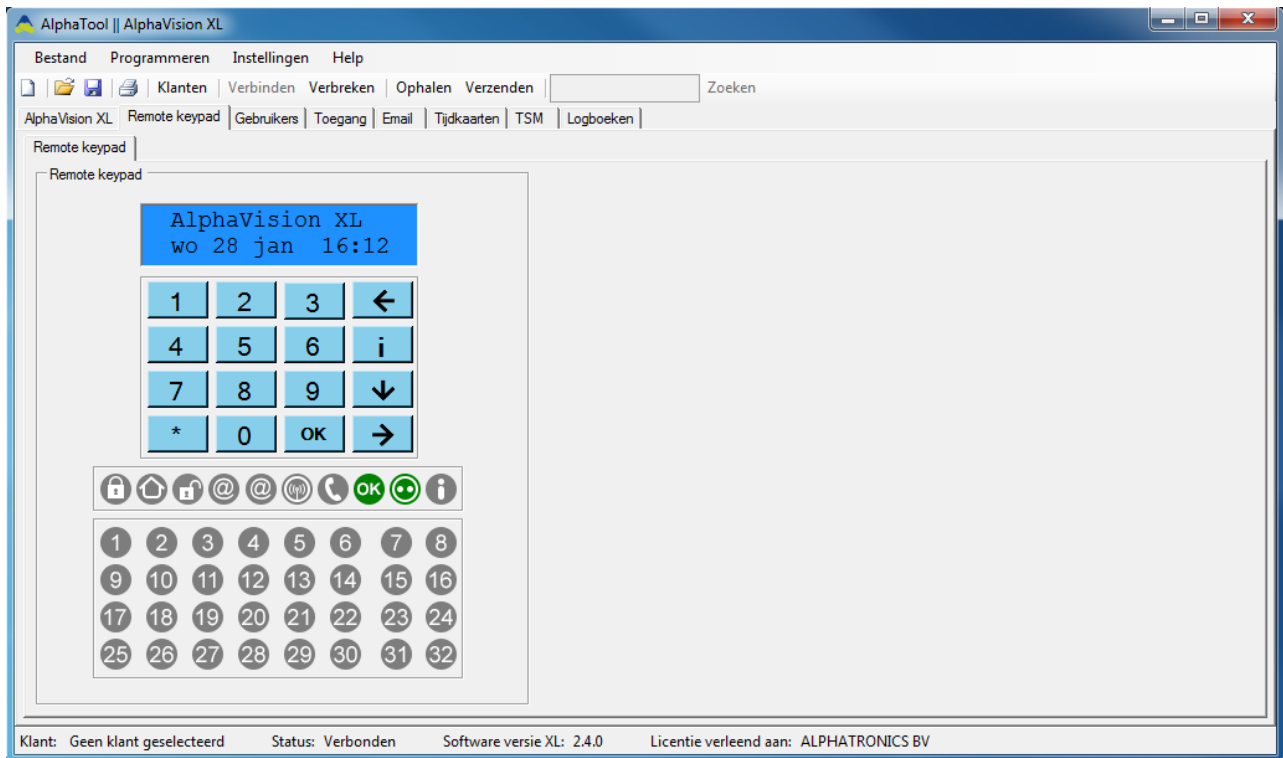 AlphaTool || AlphaVision XL
Bestand Programmeren Instellingen Help
Klanten Verbinden Verbreken Ophalen Verzenden Zoeken
AlphaVision XL Remote keypad Gebruikers Toegang Email Tijdkaarten TSM Logboeken
Remote keypad
Remote keypad
AlphaVision XL
wo 28 jan 16:12
1 2 3 ←
4 5 6 i
7 8 9 ↓
* 0 OK →
@ @ OK i
1 2 3 4 5 6 7 8
9 10 11 12 13 14 15 16
17 18 19 20 21 22 23 24
25 26 27 28 29 30 31 32
Klant: Geen klant geselecteerd Status: Verbonden Software versie XL: 2.4.0 Licentie verleend aan: ALPHATRONICS BV